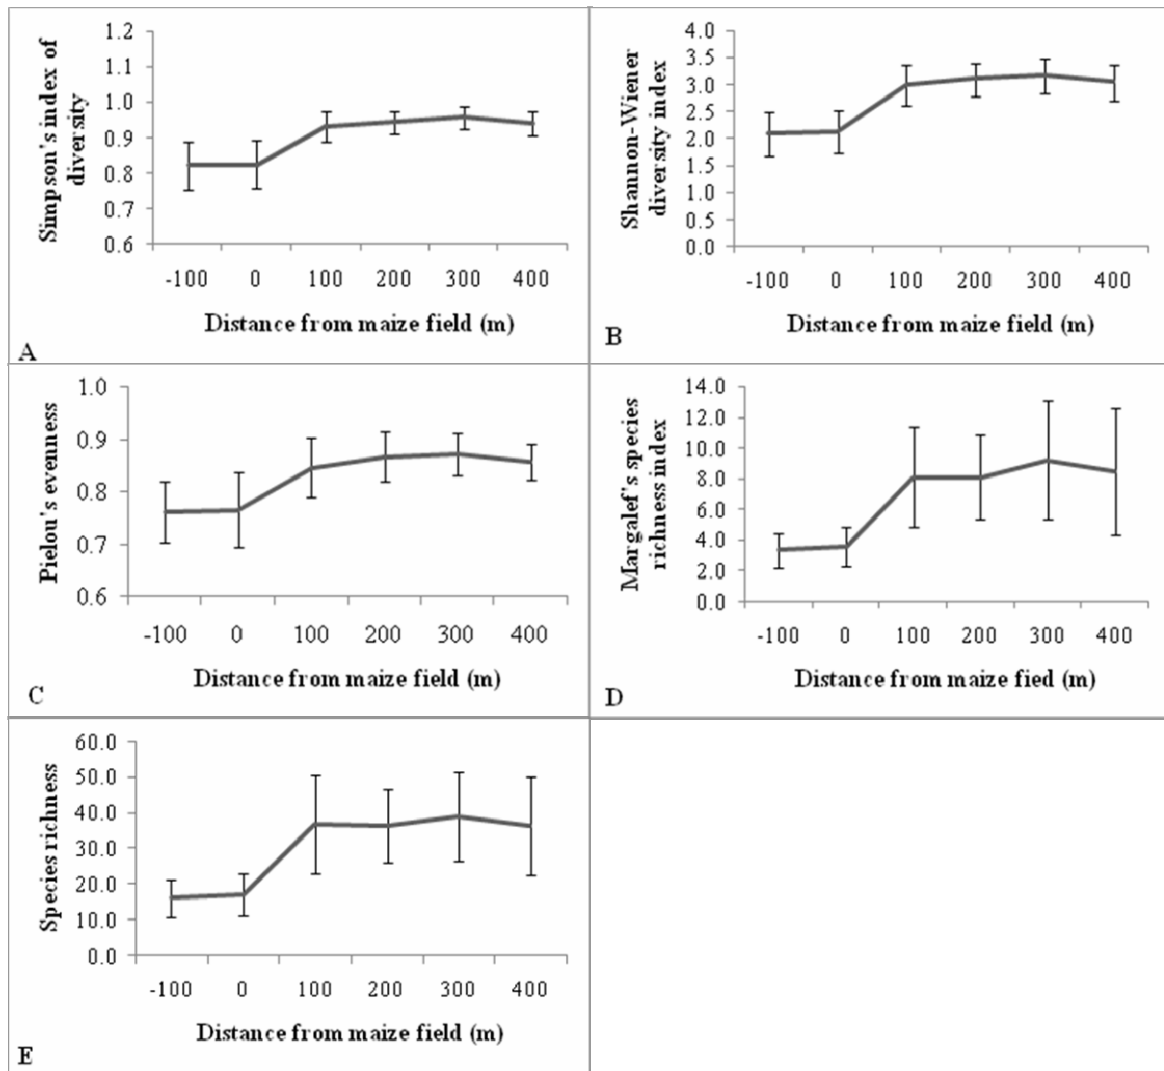 Simpson's index of
diversity
1.2
1.1
1.0
0.9
0.8
0.7
0.6
-100 0 100 200 300 400
Distance from maize field (m)
A
Shannon-Wiener
diversity index
4.0
3.5
3.0
2.5
2.0
1.5
1.0
0.5
0.0
-100 0 100 200 300 400
Distance from maize field (m)
B
Pielou's evenness
1.0
0.9
0.8
0.7
0.6
-100 0 100 200 300 400
Distance from maize field (m)
C
Margalef's species
richness index
14.0
12.0
10.0
8.0
6.0
4.0
2.0
0.0
-100 0 100 200 300 400
Distance from maize fied (m)
D
Species richness
60.0
50.0
40.0
30.0
20.0
10.0
0.0
-100 0 100 200 300 400
Distance from maize field (m)
E